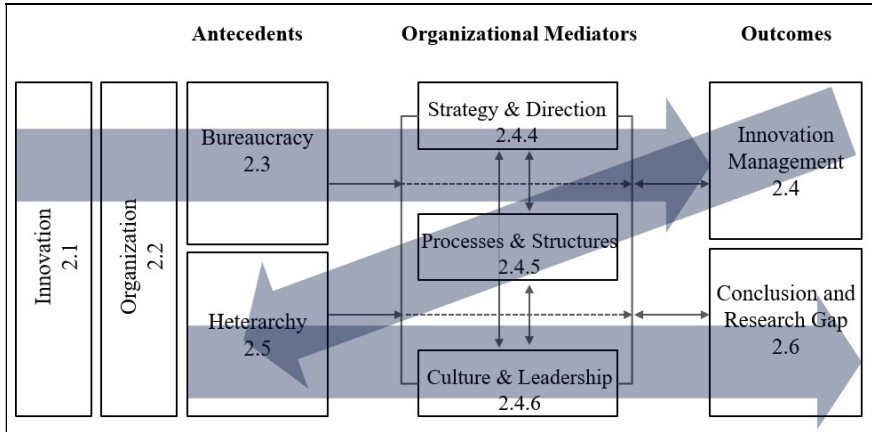 Antecedents
Organizational Mediators
Outcomes
Innovation
2.1
Organization
2.2
Bureaucracy
2.3
Heterarchy
2.5
Strategy & Direction
2.4.4
Processes & Structures
2.4.5
Culture & Leadership
2.4.6
Innovation
Management
2.4
Conclusion and
Research Gap
2.6